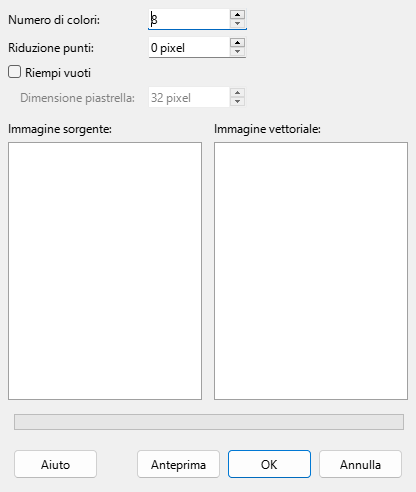 Numero di colori: 8
Riduzione punti: 0 pixel
Riempi vuoti
Dimensione piastrella: 32 pixel
Immagine sorgente: Immagine vettoriale:
Aiuto Anteprima OK Annulla